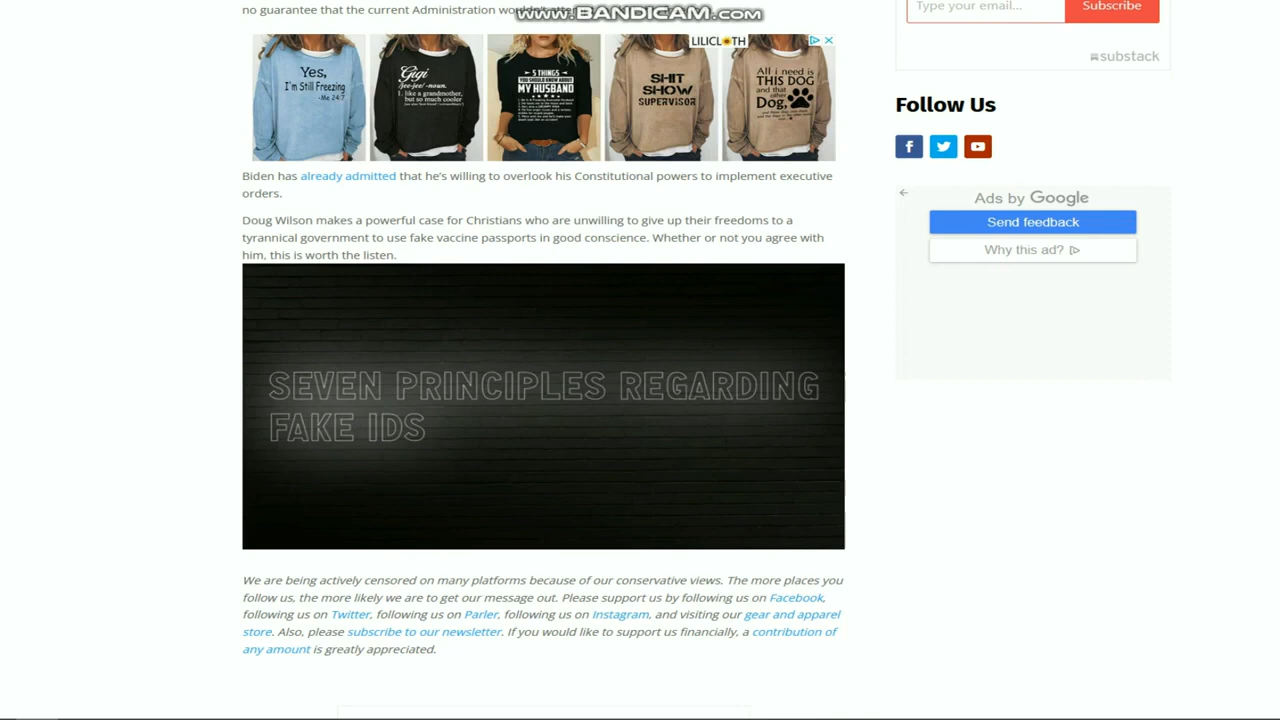 no guarantee that the current Administration wouldn't
WWW.BANDICAM.COM
LILICLOTH
Yes,
I'm Still Freezing
-Me 24:7
Gigi
1. like a grandmother,
but so much cooler
5 THINGS
YOU SHOULD KNOW ABOUT
MY HUSBAND
SHIT
SHOW
SUPERVISOR
All i need is
THIS DOG
and that
other
Dog,
Biden has already admitted that he's willing to overlook his Constitutional powers to implement executive
orders.
Doug Wilson makes a powerful case for Christians who are unwilling to give up their freedoms to a
tyrannical government to use fake vaccine passports in good conscience. Whether or not you agree with
him, this is worth the listen.
SEVEN PRINCIPLES REGARDING
FAKE IDS
We are being actively censored on many platforms because of our conservative views. The more places you
follow us, the more likely we are to get our message out. Please support us by following us on Facebook,
following us on Twitter, following us on Parler, following us on Instagram, and visiting our gear and apparel
store. Also, please subscribe to our newsletter. If you would like to support us financially, a contribution of
any amount is greatly appreciated.
Type your email...
Subscribe
substack
Follow Us
Ads by Google
Send feedback
Why this ad?